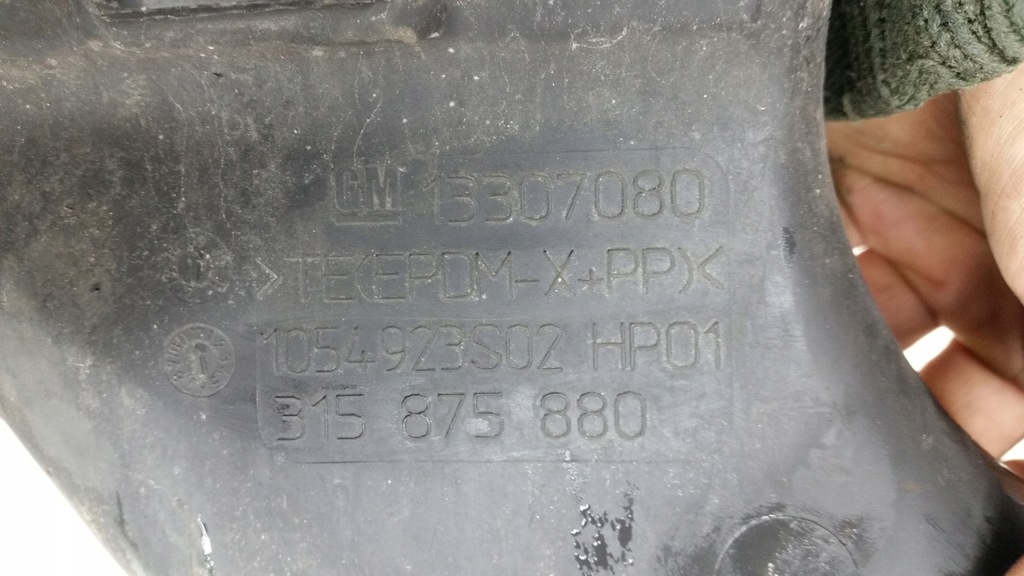 GM 13307080
>TE(EPDM-X+PP)<
1054923S02 HP01
315 875 880